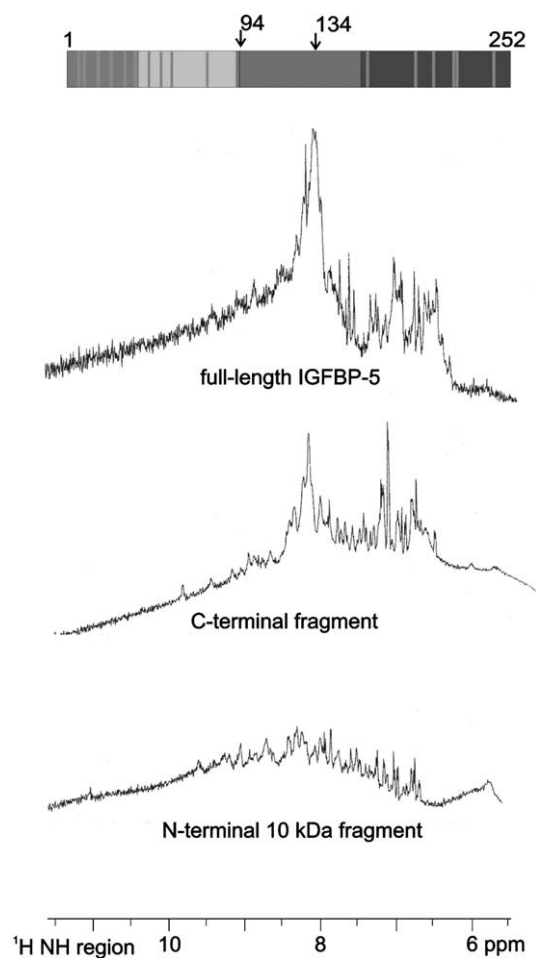 94
134
1
252
full-length IGFBP-5
C-terminal fragment
N-terminal 10 kDa fragment
¹H NH region 10 8 6 ppm